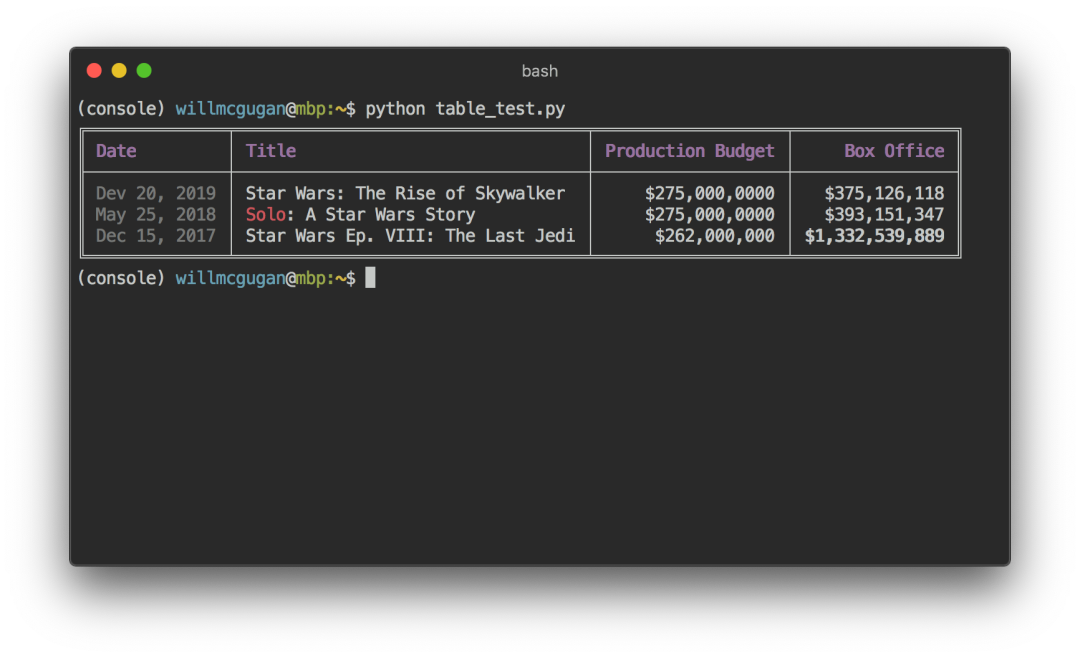 bash
(console) willmcgugan@mbp:~$ python table_test.py
Date Title Production Budget Box Office
Dev 20, 2019 Star Wars: The Rise of Skywalker $275,000,0000 $375,126,118
May 25, 2018 Solo: A Star Wars Story $275,000,0000 $393,151,347
Dec 15, 2017 Star Wars Ep. VIII: The Last Jedi $262,000,000 $1,332,539,889
(console) willmcgugan@mbp:~$